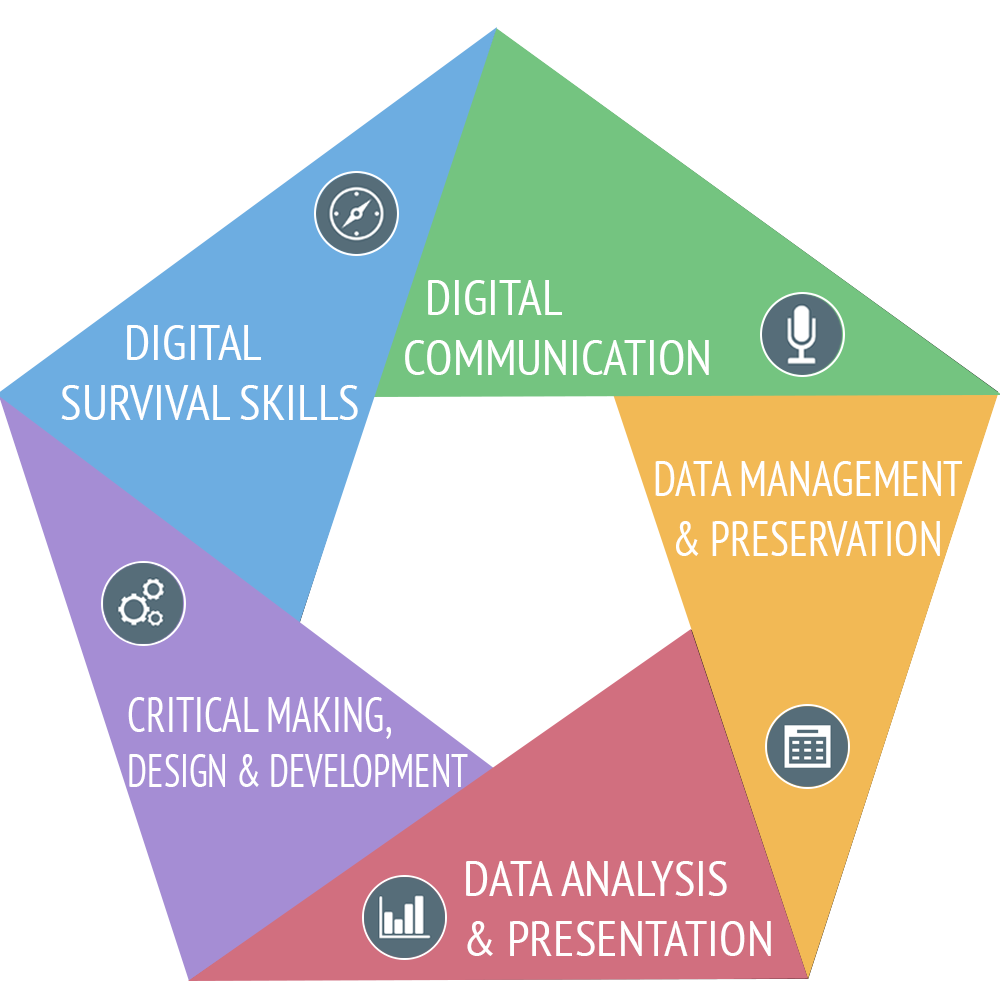 DIGITAL
SURVIVAL SKILLS
DIGITAL
COMMUNICATION
DATA MANAGEMENT
& PRESERVATION
CRITICAL MAKING,
DESIGN & DEVELOPMENT
DATA ANALYSIS
& PRESENTATION